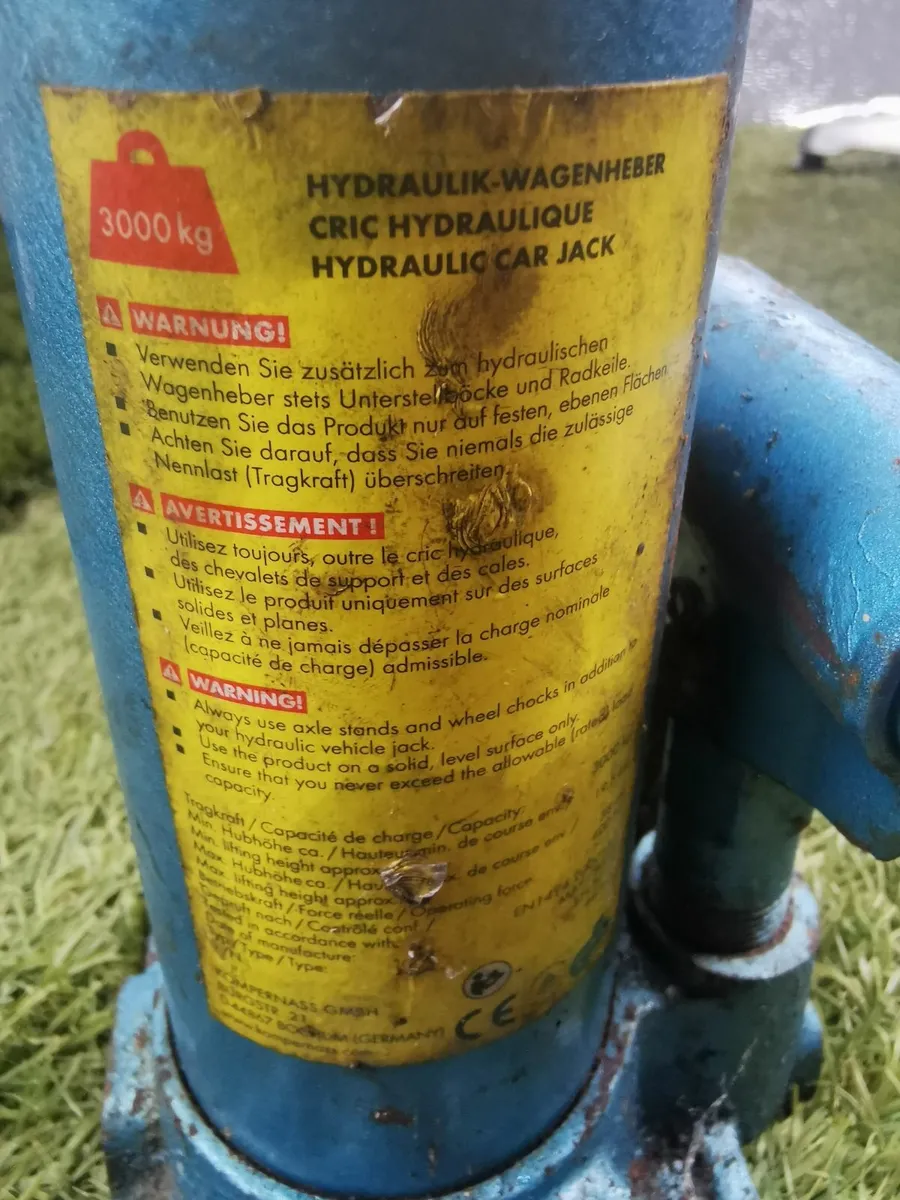 3000 kg
HYDRAULIK-WAGENHEBER
CRIC HYDRAULIQUE
HYDRAULIC CAR JACK
WARNUNG!
Verwenden Sie zusätzlich zum hydraulischen
Wagenheber stets Unterstellböcke und Radkeile.
Benutzen Sie das Produkt nur auf festen, ebenen Flächen.
Achten Sie darauf, dass Sie niemals die zulässige
Nennlast (Tragkraft) überschreiten.
AVERTISSEMENT !
Utilisez toujours, outre le cric hydraulique,
des chevalets de support et des cales.
Utilisez le produit uniquement sur des surfaces
solides et planes.
Veillez à ne jamais dépasser la charge nominale
(capacité de charge) admissible.
WARNING!
Always use axle stands and wheel chocks in addition to
your hydraulic vehicle jack.
Use the product on a solid, level surface only.
Ensure that you never exceed the allowable (rated) load
capacity.
Tragkraft / Capacité de charge / Capacity: 3000
Min. Hubhöhe ca. / Hauteur min. de course env. /
Min. lifting height approx.
Max. Hubhöhe ca. / de course env. /
Max. lifting height approx.
Betriebskraft / Force réelle / Operating force:
Geprüft nach / Contrôlé conf. /
Tested in accordance with: EN 1494
of manufacture:
Type / Type:
KOMPERNASS GMBH
BURGSTR. 21
D-44867 BOCHUM (GERMANY)
www.kompernass.com
CE